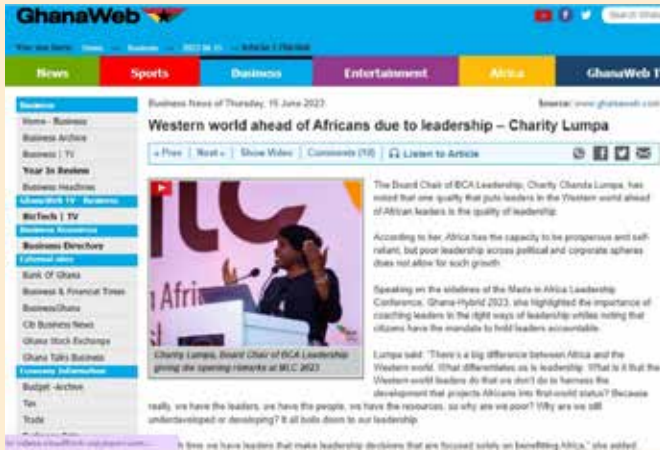 GhanaWeb
You are here: Home Business
News Sports Business Entertainment Africa GhanaWeb T
Business
Home - Business
Business Archive
Business | TV
Year In Review
Business Headlines
GhanaWeb TV - Business
BizTech | TV
Business Resources
Business Directory
External sites
Bank Of Ghana
Business & Financial Times
BusinessGhana
Citi Business News
Ghana Stock Exchange
Ghana Talks Business
Economy Information
Budget -Archive
Tax
Trade
Business News of Thursday, 15 June 2023
Source: www.ghanaweb.com
Western world ahead of Africans due to leadership – Charity Lumpa
« Prev | Next » | Show Video | Comments (10) | Listen to Article
Afric
Charity Lumpa, Board Chair of BCA Leadership
giving the opening remarks at MLC 2023
The Board Chair of BCA Leadership, Charity Chanda Lumpa, has
noted that one quality that puts leaders in the Western world ahead
of African leaders is the quality of leadership.
According to her, Africa has the capacity to be prosperous and self-
reliant, but poor leadership across political and corporate spheres
does not allow for such growth.
Speaking on the sidelines of the Made in Africa Leadership
Conference, Ghana-Hybrid 2023, she highlighted the importance of
coaching leaders in the right ways of leadership whiles noting that
citizens have the mandate to hold leaders accountable.
Lumpa said: "There's a big difference between Africa and the
Western world. What differentiates us is leadership. What is it that the
Western-world leaders do that we don't do to harness the
development that projects Africans into first-world status? Because
really, we have the leaders, we have the people, we have the resources, so why are we poor? Why are we still
underdeveloped or developing? It all boils down to our leadership.
time we have leaders that make leadership decisions that are focused solely on benefitting Africa," she added.